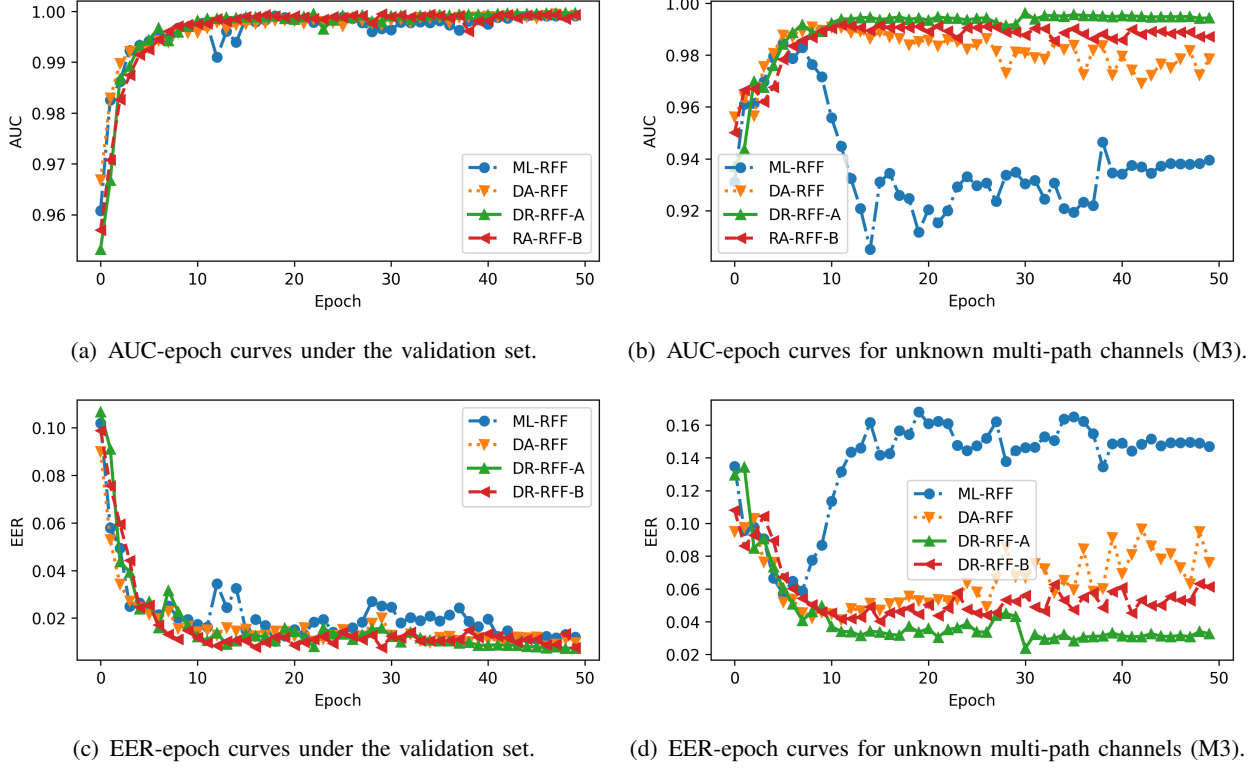 1.00
0.99
0.98
0.97
0.96
AUC
0 10 20 30 40 50
Epoch
ML-RFF
DA-RFF
DR-RFF-A
RA-RFF-B
(a) AUC-epoch curves under the validation set.
1.00
0.98
0.96
0.94
0.92
AUC
0 10 20 30 40 50
Epoch
ML-RFF
DA-RFF
DR-RFF-A
RA-RFF-B
(b) AUC-epoch curves for unknown multi-path channels (M3).
0.10
0.08
0.06
0.04
0.02
EER
0 10 20 30 40 50
Epoch
ML-RFF
DA-RFF
DR-RFF-A
DR-RFF-B
(c) EER-epoch curves under the validation set.
0.16
0.14
0.12
0.10
0.08
0.06
0.04
0.02
EER
0 10 20 30 40 50
Epoch
ML-RFF
DA-RFF
DR-RFF-A
DR-RFF-B
(d) EER-epoch curves for unknown multi-path channels (M3).